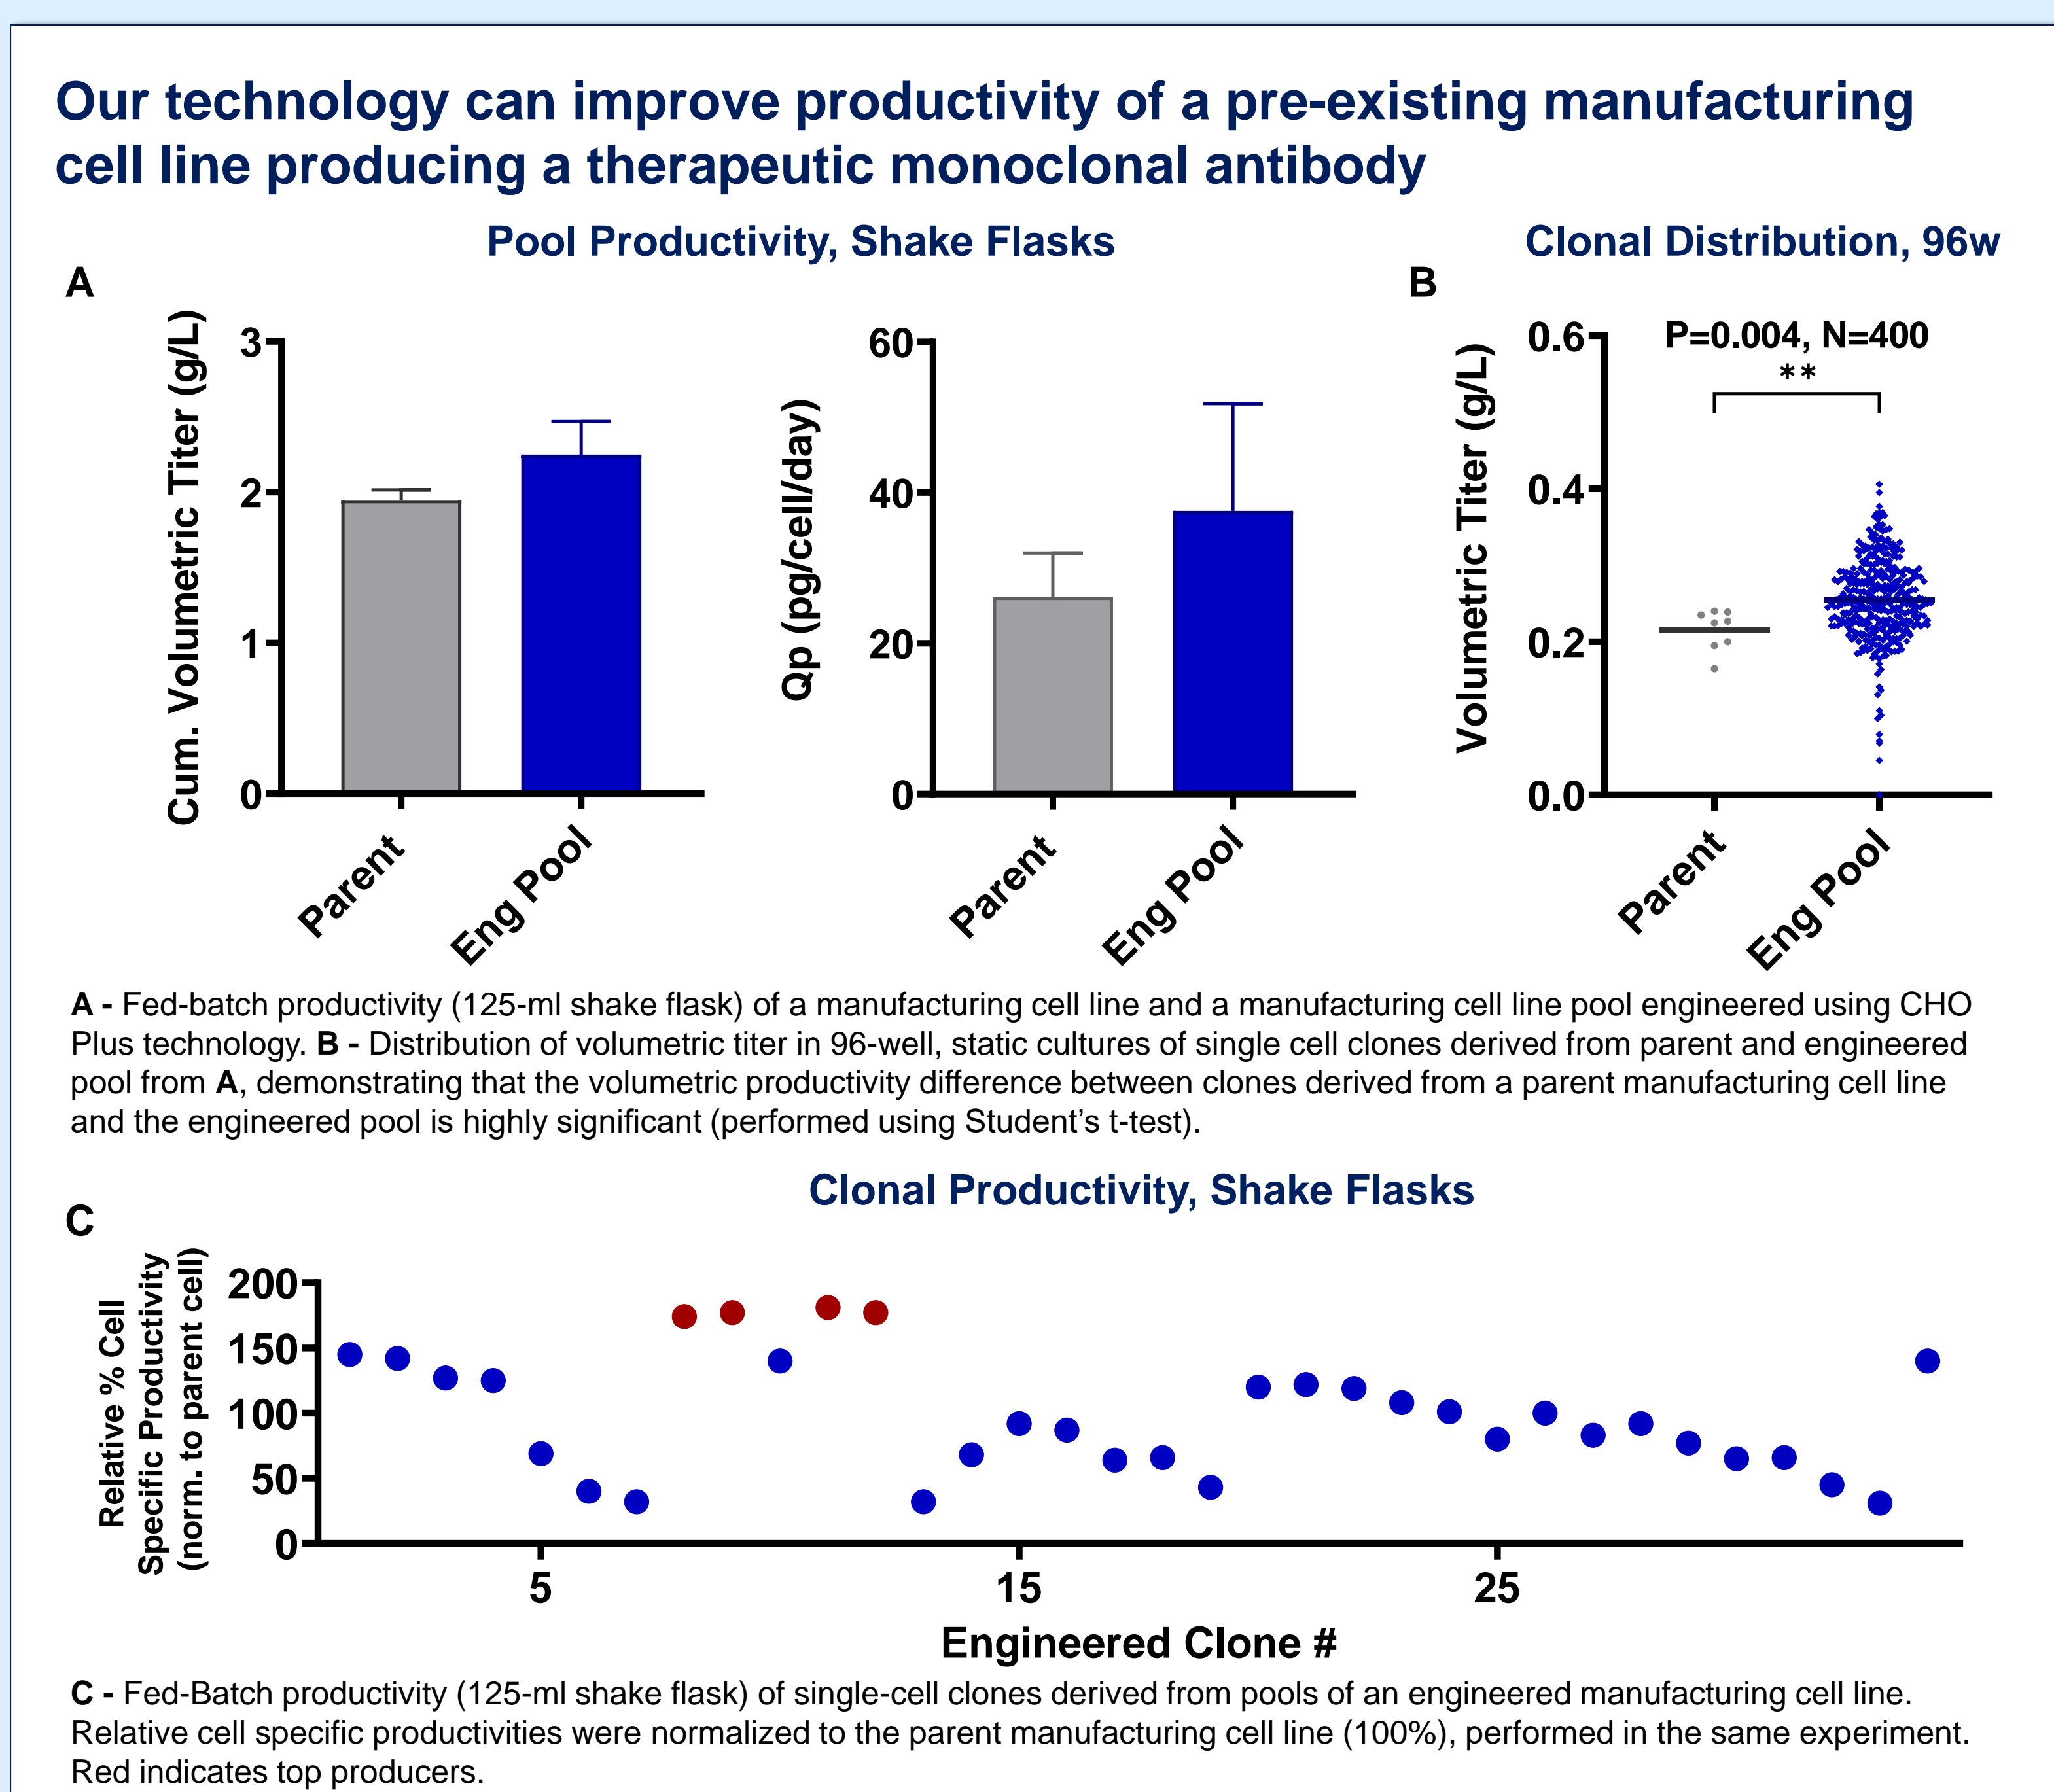 Our technology can improve productivity of a pre-existing manufacturing
cell line producing a therapeutic monoclonal antibody
Pool Productivity, Shake Flasks
A
Cum. Volumetric Titer (g/L)
3
2
1
0
Parent
Eng Pool
Qp (pg/cell/day)
60
40
20
0
Parent
Eng Pool
Clonal Distribution, 96w
B
Volumetric Titer (g/L)
0.6
0.4
0.2
0.0
P=0.004, N=400
**
Parent
Eng Pool
A - Fed-batch productivity (125-ml shake flask) of a manufacturing cell line and a manufacturing cell line pool engineered using CHO
Plus technology. B - Distribution of volumetric titer in 96-well, static cultures of single cell clones derived from parent and engineered
pool from A, demonstrating that the volumetric productivity difference between clones derived from a parent manufacturing cell line
and the engineered pool is highly significant (performed using Student’s t-test).
Clonal Productivity, Shake Flasks
C
Relative % Cell
Specific Productivity
(norm. to parent cell)
200
150
100
50
0
5
15
25
Engineered Clone #
C - Fed-Batch productivity (125-ml shake flask) of single-cell clones derived from pools of an engineered manufacturing cell line.
Relative cell specific productivities were normalized to the parent manufacturing cell line (100%), performed in the same experiment.
Red indicates top producers.